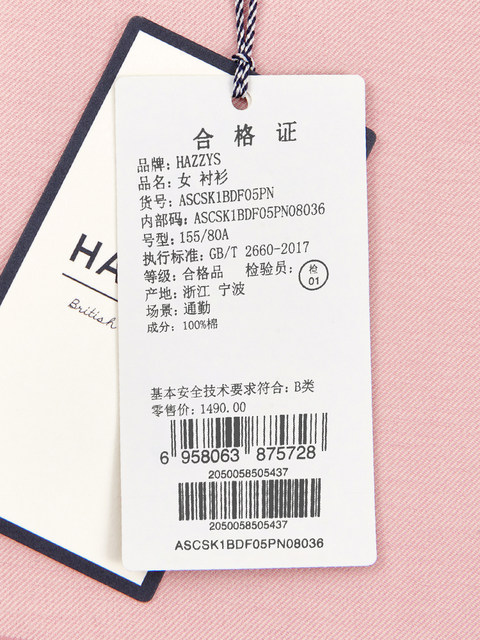 合格证
品牌: HAZZYS
品名: 女 衬衫
货号: ASCSK1BDF05PN
内部码: ASCSK1BDF05PN08036
号型: 155/80A
执行标准: GB/T 2660-2017
等级: 合格品 检验员: 检 01
产地: 浙江 宁波
场景: 通勤
成分: 100%棉
基本安全技术要求符合: B类
零售价: 1490.00
6 958063 875728
2050058505437
2050058505437
ASCSK1BDF05PN08036
HA
British